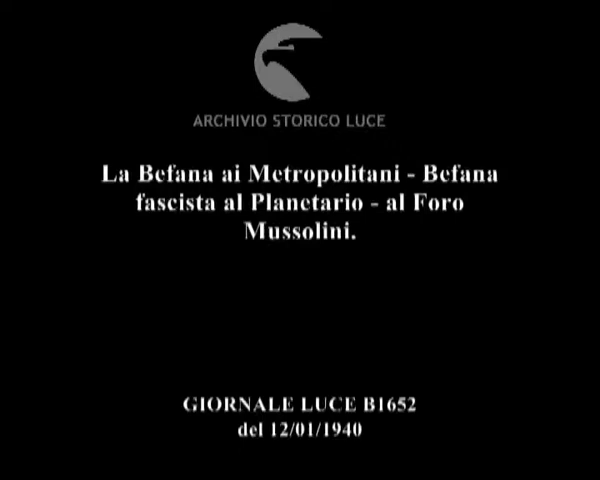 ARCHIVIO STORICO LUCE
La Befana ai Metropolitani - Befana
fascista al Planetario - al Foro
Mussolini.
GIORNALE LUCE B1652
del 12/01/1940